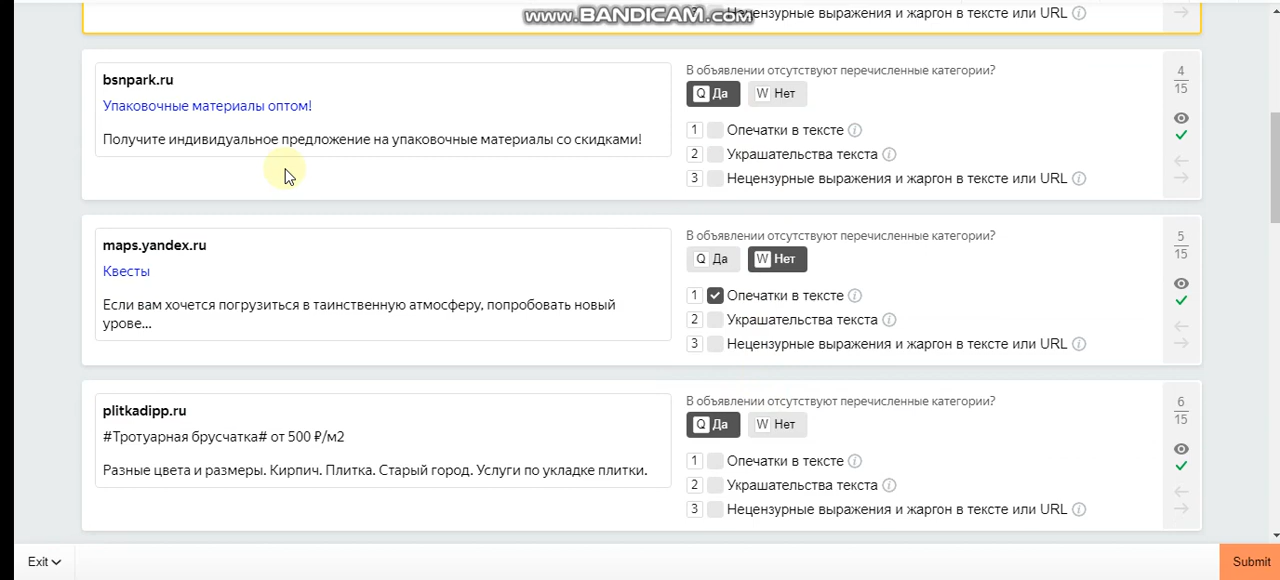 www.BANDICAM.com
Нецензурные выражения и жаргон в тексте или URL
bsnpark.ru
Упаковочные материалы оптом!
Получите индивидуальное предложение на упаковочные материалы со скидками!
В объявлении отсутствуют перечисленные категории?
Q Да W Нет
1 Опечатки в тексте
2 Украшательства текста
3 Нецензурные выражения и жаргон в тексте или URL
4
15
maps.yandex.ru
Квесты
Если вам хочется погрузиться в таинственную атмосферу, попробовать новый
урове...
В объявлении отсутствуют перечисленные категории?
Q Да W Нет
1 Опечатки в тексте
2 Украшательства текста
3 Нецензурные выражения и жаргон в тексте или URL
5
15
plitkadipp.ru
#Тротуарная брусчатка# от 500 ₽/м2
Разные цвета и размеры. Кирпич. Плитка. Старый город. Услуги по укладке плитки.
В объявлении отсутствуют перечисленные категории?
Q Да W Нет
1 Опечатки в тексте
2 Украшательства текста
3 Нецензурные выражения и жаргон в тексте или URL
6
15
Exit
Submit